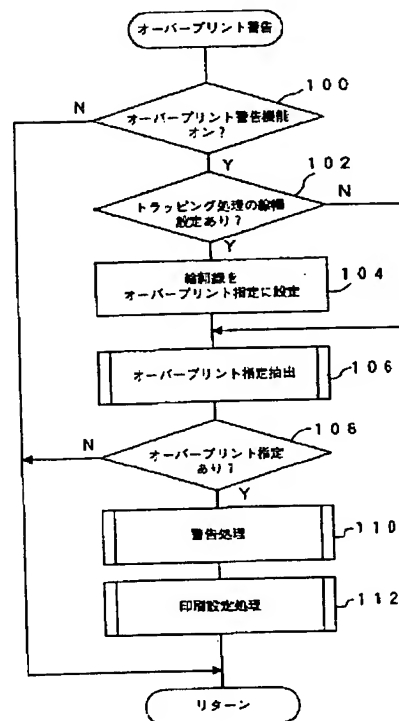 オーバープリント警告
100
オーバープリント警告機能
オン?
N
Y
102
トラッピング処理の線幅
設定あり?
N
Y
輪郭線を
オーバープリント指定に設定
104
オーバープリント指定抽出
106
108
オーバープリント指定
あり?
N
Y
警告処理
110
印刷設定処理
112
リターン